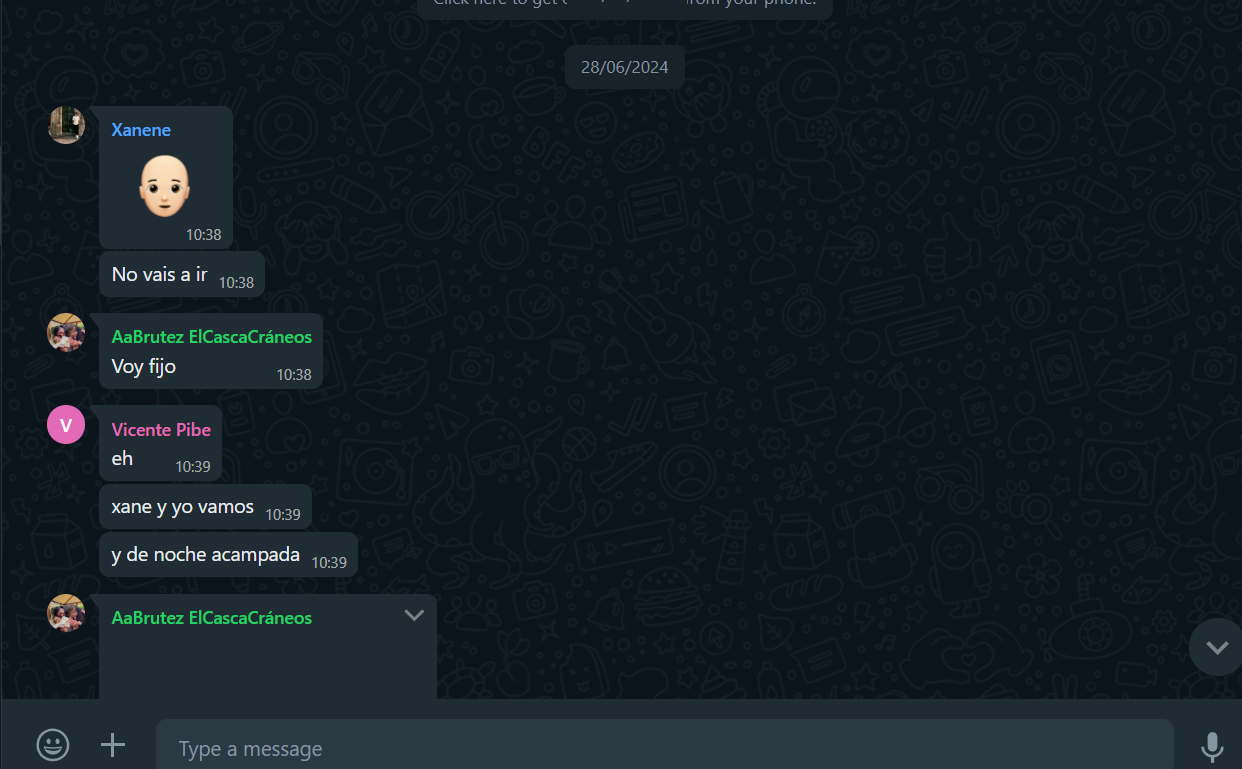 Click here to get from your phone.
28/06/2024
Xanene
10:38
No vais a ir 10:38
AaBrutez ElCascaCráneos
Voy fijo 10:38
V
Vicente Pibe
eh 10:39
xane y yo vamos 10:39
y de noche acampada 10:39
AaBrutez ElCascaCráneos
Type a message